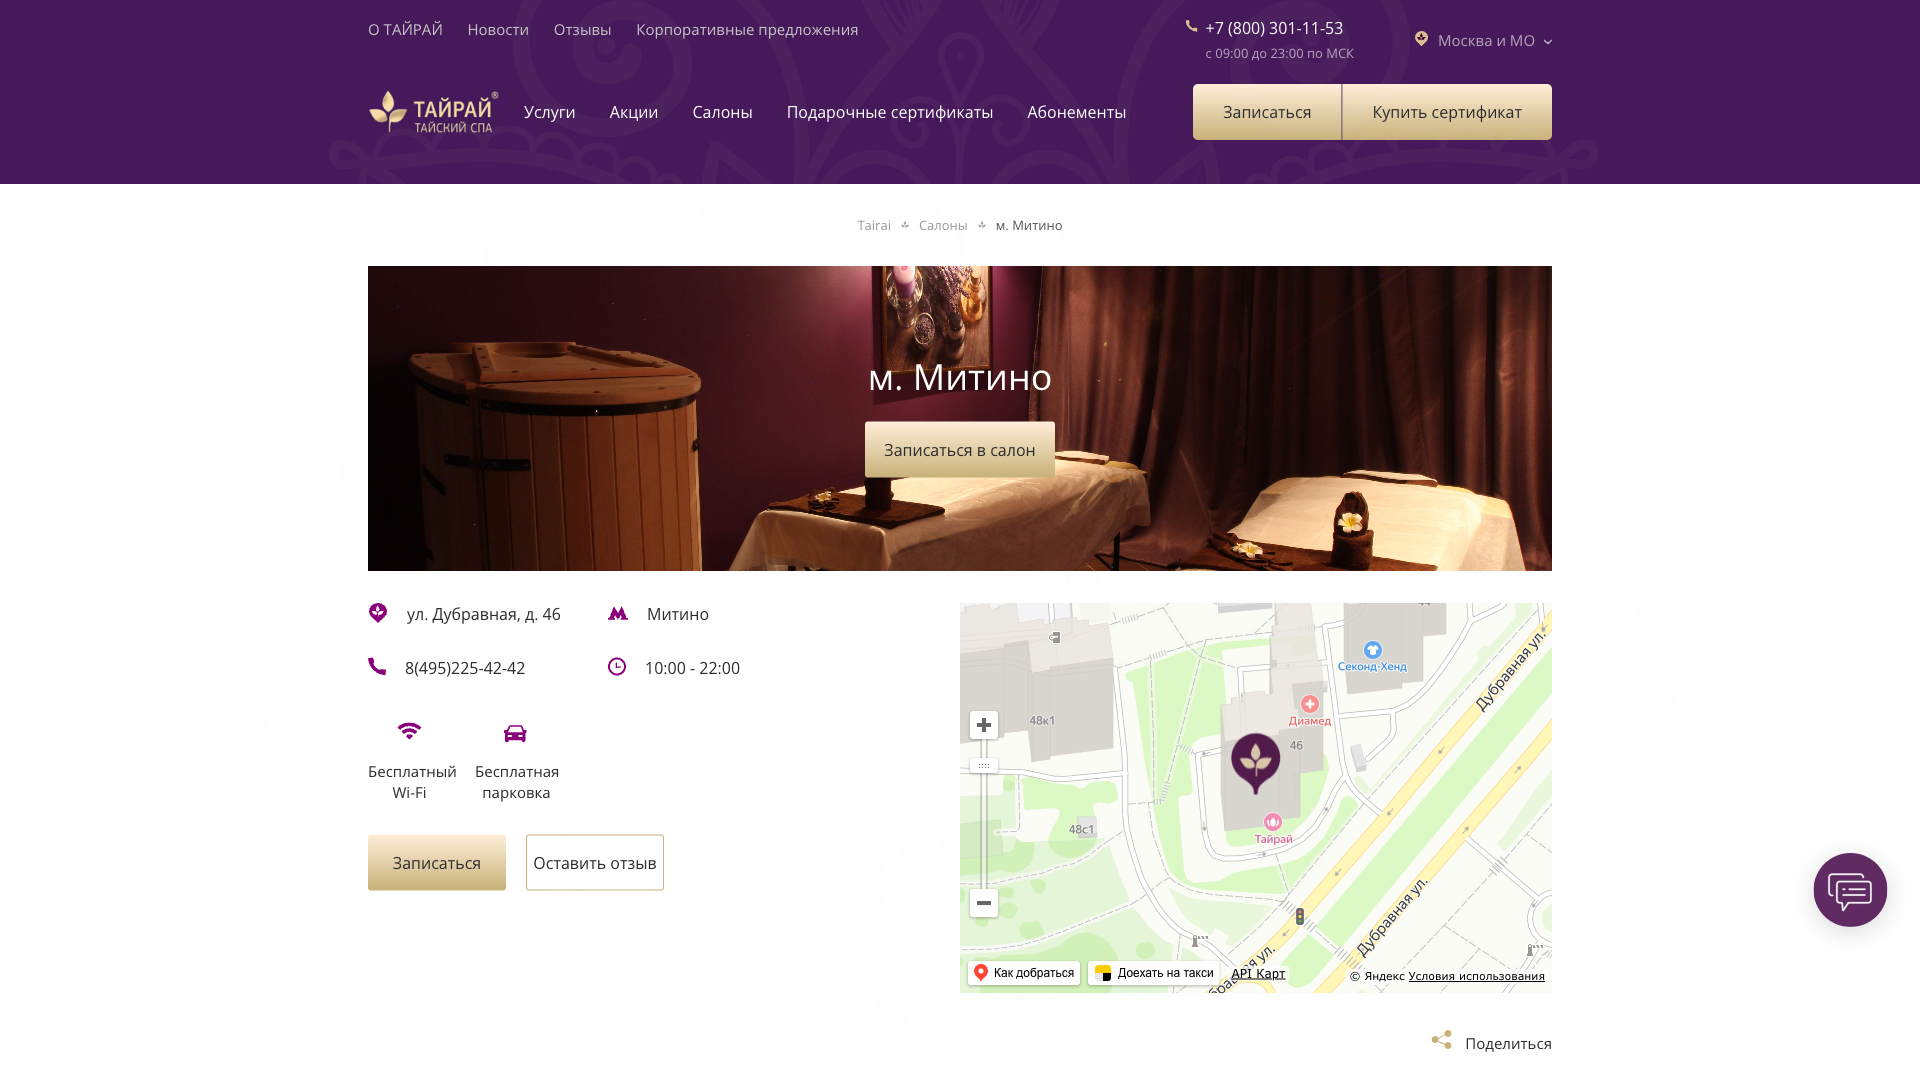 О ТАЙРАЙ
Новости
Отзывы
Корпоративные предложения
+7 (800) 301-11-53
с 09:00 до 23:00 по МСК
Москва и МО
ТАЙРАЙ®
ТАЙСКИЙ СПА
Услуги
Акции
Салоны
Подарочные сертификаты
Абонементы
Записаться
Купить сертификат
Tairai
Салоны
м. Митино
м. Митино
Записаться в салон
ул. Дубравная, д. 46
Митино
8(495)225-42-42
10:00 - 22:00
Бесплатный
Wi-Fi
Бесплатная
парковка
Записаться
Оставить отзыв
44
Секонд-Хенд
Дубравная ул.
Диамед
48к1
46
48с1
Тайрай
Дубравная ул.
Дубравная ул.
Как добраться
Доехать на такси
API Карт
© Яндекс Условия использования
Поделиться